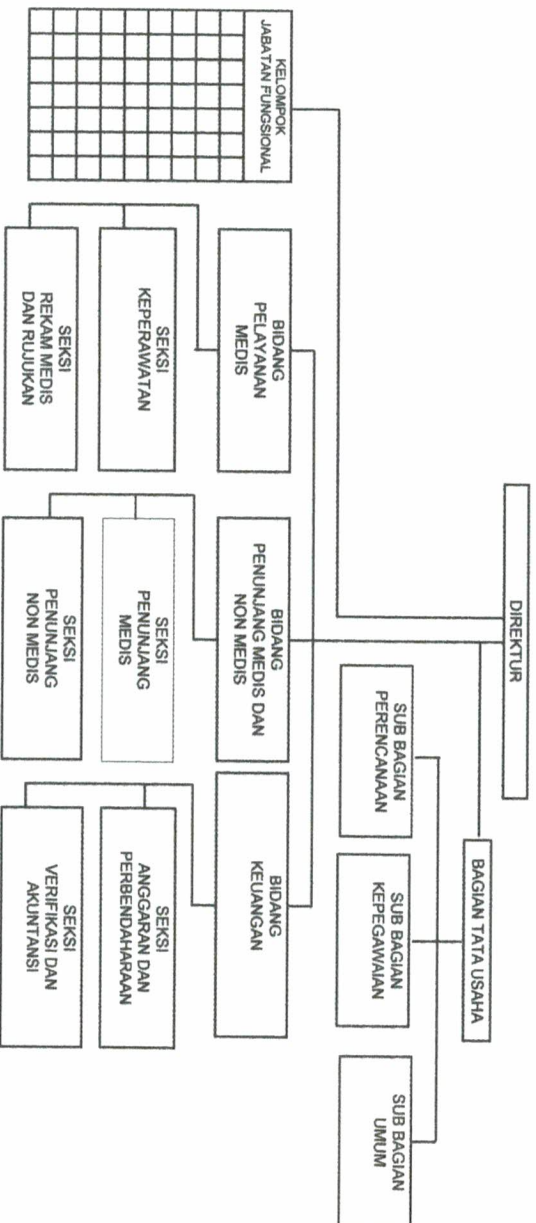 DIREKTUR
BAGIAN TATA USAHA
SUB BAGIAN
PERENCANAAN
SUB BAGIAN
KEPEGAWAIAN
SUB BAGIAN
UMUM
KELOMPOK
JABATAN FUNGSIONAL
BIDANG
PELAYANAN
MEDIS
BIDANG
PENUNJANG MEDIS DAN
NON MEDIS
BIDANG
KEUANGAN
SEKSI
KEPERAWATAN
SEKSI
PENUNJANG
MEDIS
SEKSI
ANGGARAN DAN
PERBENDAHARAAN
SEKSI
REKAM MEDIS
DAN RUJUKAN
SEKSI
PENUNJANG
NON MEDIS
SEKSI
VERIFIKASI DAN
AKUNTANSI